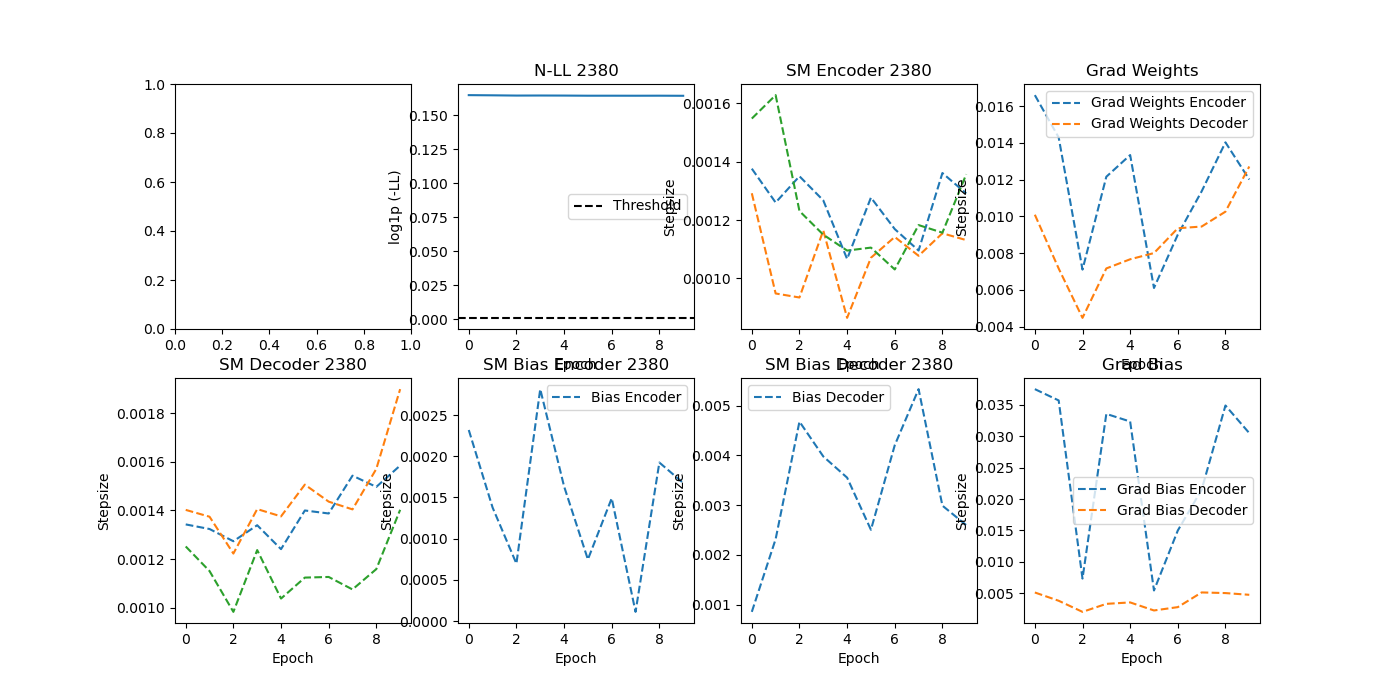 N-LL 2380
SM Encoder 2380
Grad Weights
1.0
0.8
0.6
0.4
0.2
0.0
0.0 0.2 0.4 0.6 0.8 1.0
log1p (-LL)
0.150
0.125
0.100
0.075
0.050
0.025
0.000
Threshold
0 2 4 6 8
Epoch
Stepsize
0.0016
0.0014
0.0012
0.0010
0 2 4 6 8
Epoch
Stepsize
0.016
0.014
0.012
0.010
0.008
0.006
0.004
Grad Weights Encoder
Grad Weights Decoder
0 2 4 6 8
Epoch
SM Decoder 2380
SM Bias Encoder 2380
SM Bias Decoder 2380
Grad Bias
Stepsize
0.0018
0.0016
0.0014
0.0012
0.0010
0 2 4 6 8
Epoch
Stepsize
0.0025
0.0020
0.0015
0.0010
0.0005
0.0000
Bias Encoder
0 2 4 6 8
Epoch
Stepsize
0.005
0.004
0.003
0.002
0.001
Bias Decoder
0 2 4 6 8
Epoch
Stepsize
0.035
0.030
0.025
0.020
0.015
0.010
0.005
Grad Bias Encoder
Grad Bias Decoder
0 2 4 6 8
Epoch